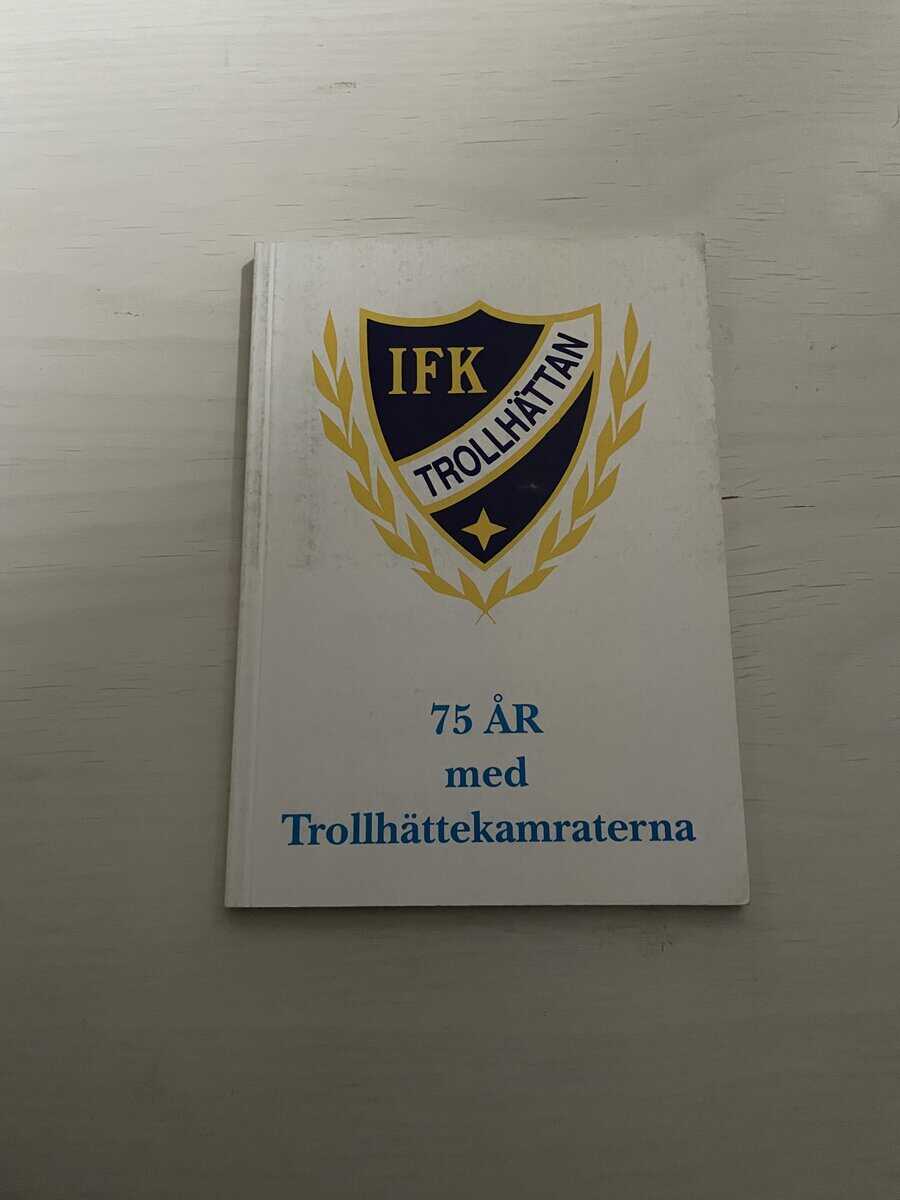 IFK
TROLLHÄTTAN
75 ÅR
med
Trollhättekamraterna